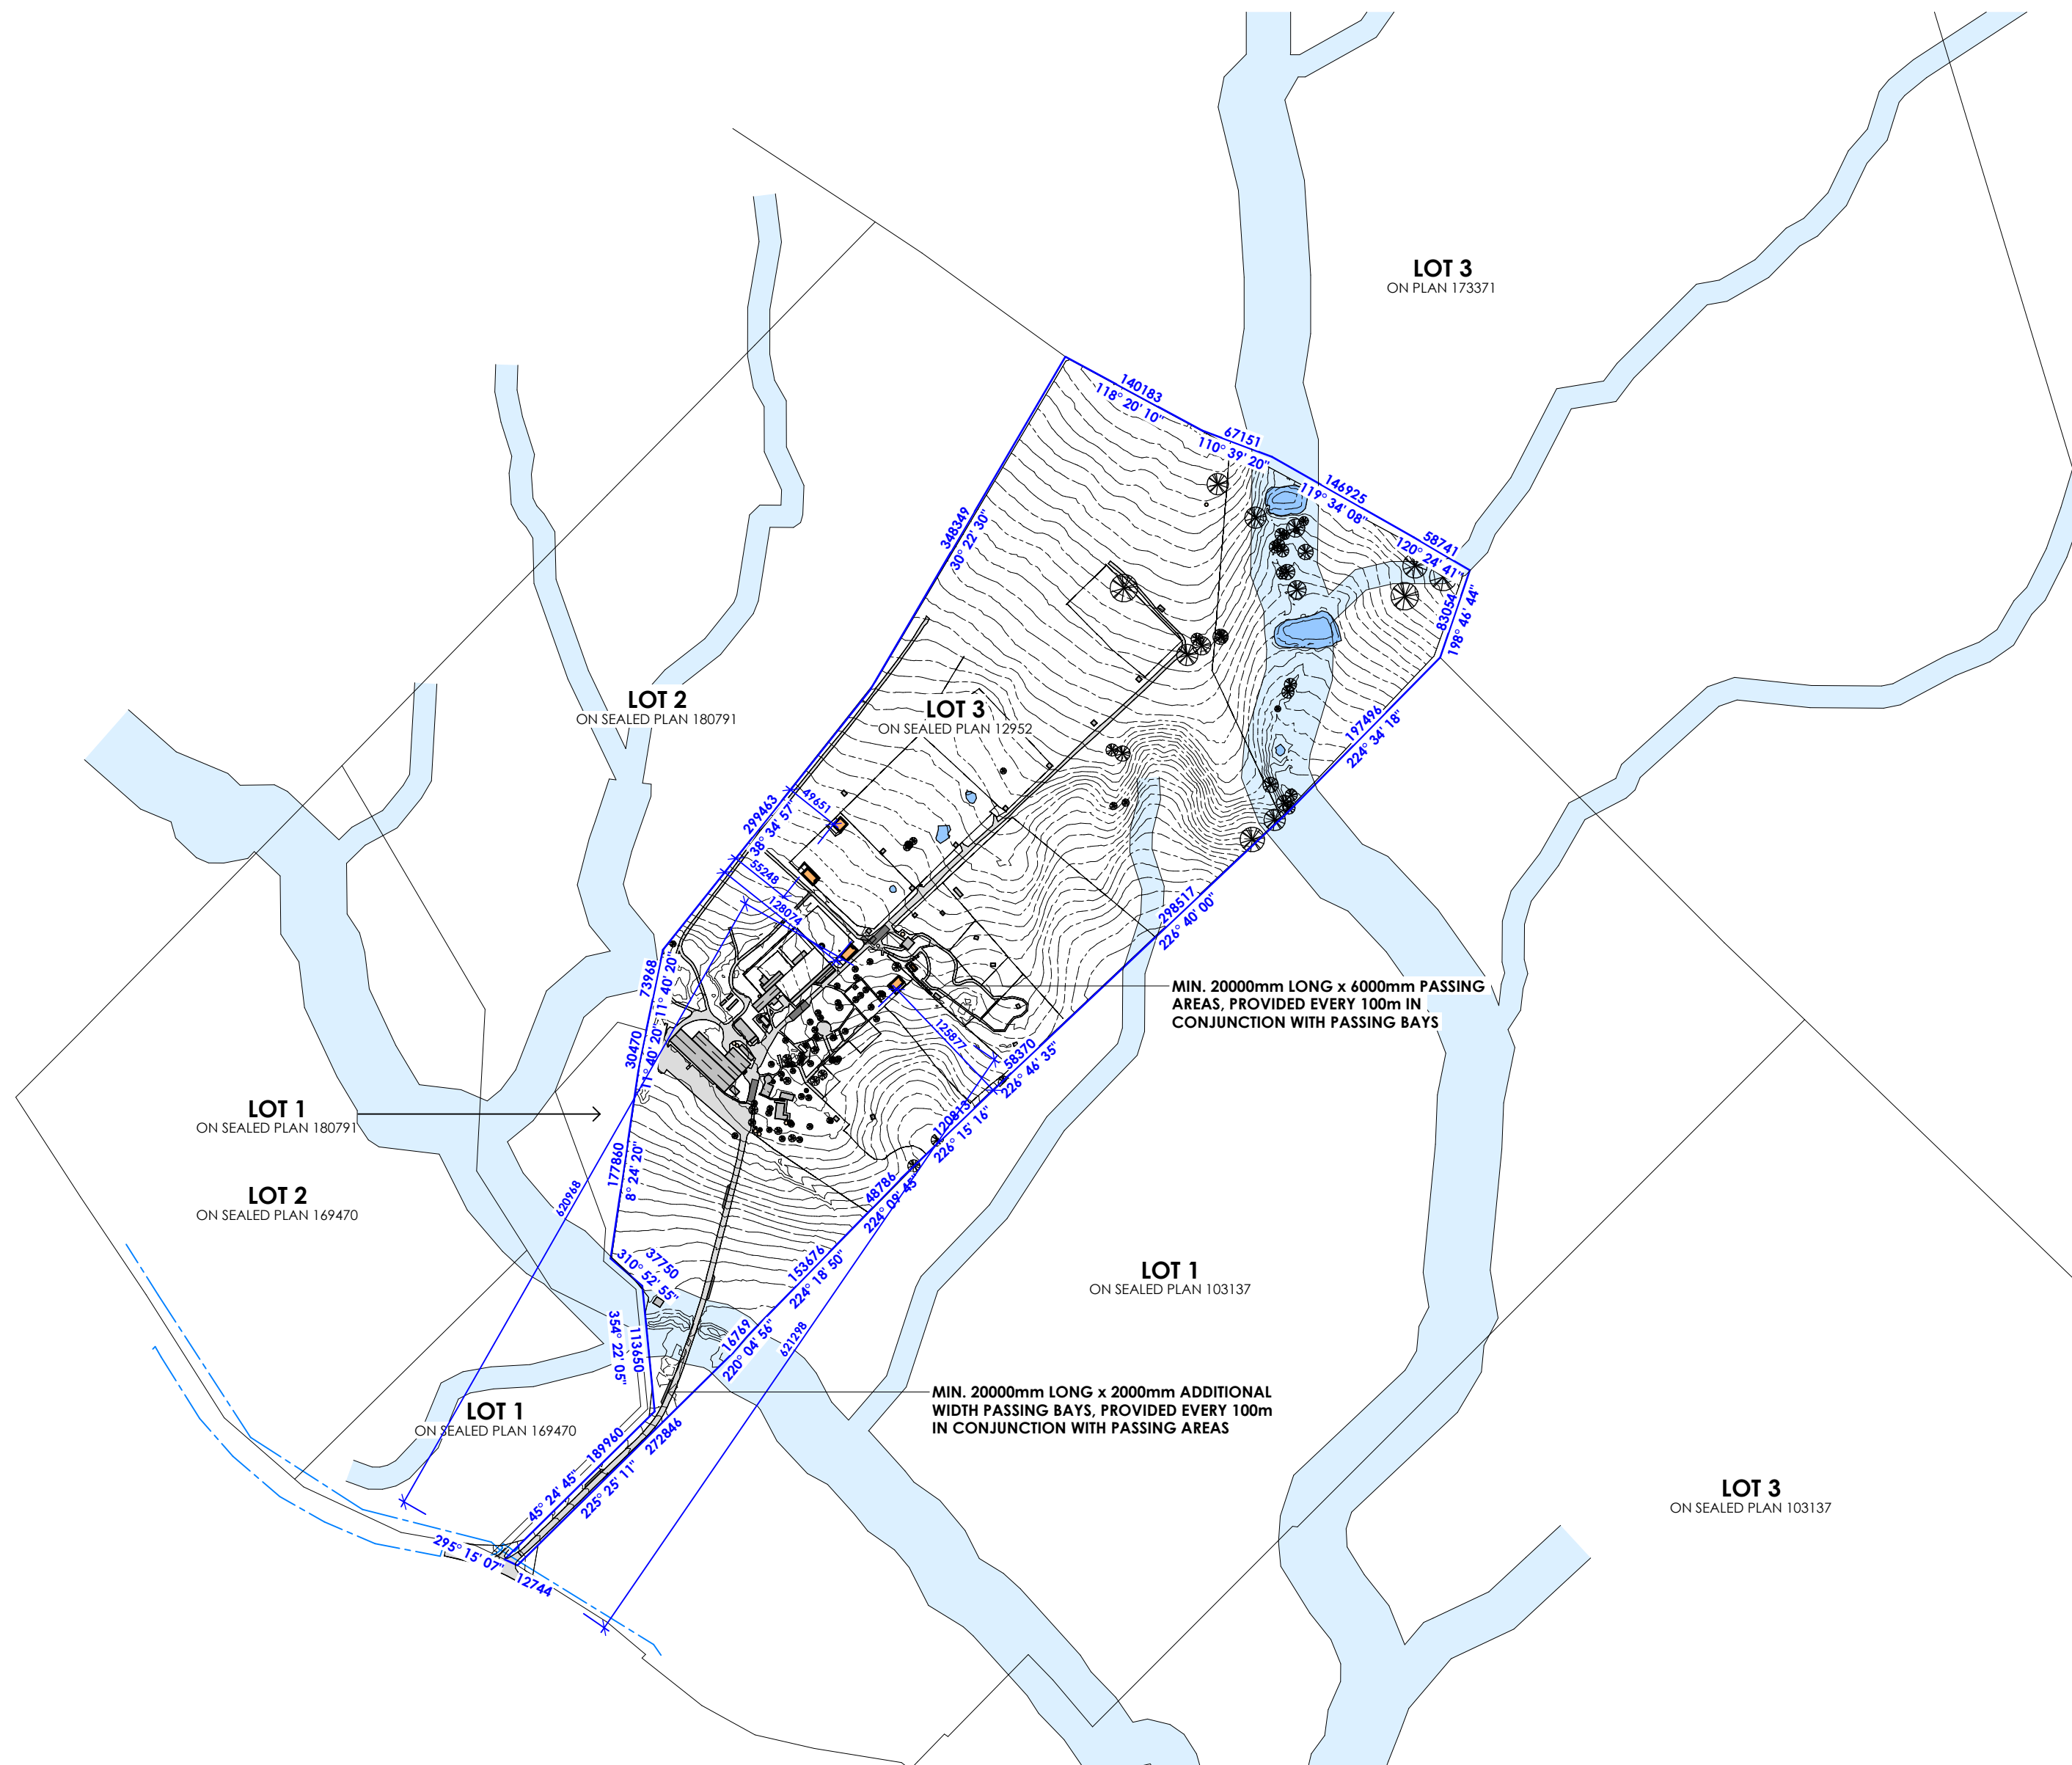 LOT 3
ON PLAN 173371
140183
118° 20' 10"
67151
110° 39' 20"
146925
119° 34' 08"
58741
120° 24' 41"
348349
30° 22' 30"
83054
198° 46' 44"
LOT 2
ON SEALED PLAN 180791
LOT 3
ON SEALED PLAN 12952
197496
224° 34' 18"
299463
38° 34' 57"
49651
55248
128074
298517
226° 40' 00"
73968
11° 40' 20"
MIN. 20000mm LONG x 6000mm PASSING
AREAS, PROVIDED EVERY 100m IN
CONJUNCTION WITH PASSING BAYS
30470
11° 40' 20"
125877
58370
226° 46' 35"
LOT 1
ON SEALED PLAN 180791
120813
226° 15' 16"
177860
8° 24' 20"
48786
224° 09' 45"
LOT 2
ON SEALED PLAN 169470
620968
37750
310° 52' 55"
153676
224° 18' 50"
LOT 1
ON SEALED PLAN 103137
113650
354° 22' 05"
16769
220° 04' 56"
621298
MIN. 20000mm LONG x 2000mm ADDITIONAL
WIDTH PASSING BAYS, PROVIDED EVERY 100m
IN CONJUNCTION WITH PASSING AREAS
LOT 1
ON SEALED PLAN 169470
189960
45° 24' 45"
272846
225° 25' 11"
LOT 3
ON SEALED PLAN 103137
295° 15' 07"
12744